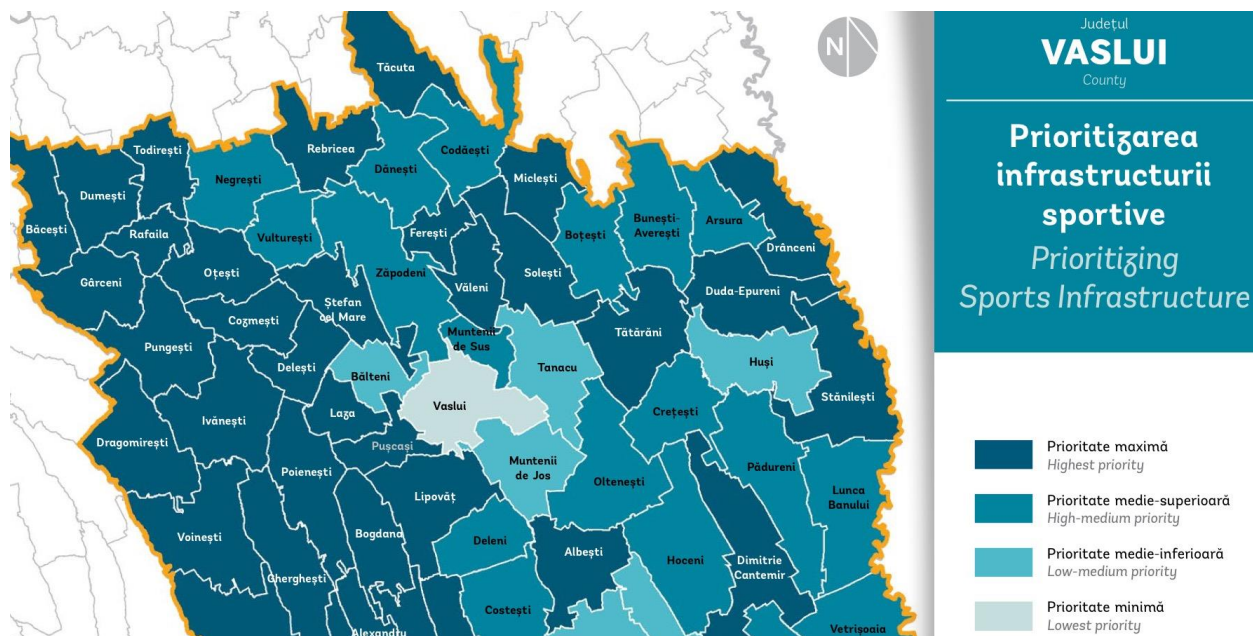 Județul
VASLUI
County
Prioritizarea
infrastructurii
sportive
Prioritizing
Sports Infrastructure
Prioritate maximă
Highest priority
Prioritate medie-superioară
High-medium priority
Prioritate medie-inferioară
Low-medium priority
Prioritate minimă
Lowest priority
N
Tăcuta
Todirești
Rebricea
Codăești
Dănești
Miclești
Negrești
Dumești
Bunești-
Averești
Arsura
Băcești
Rafaila
Vulturești
Ferești
Boțești
Drânceni
Gârceni
Oțești
Zăpodeni
Văleni
Solești
Duda-Epureni
Ștefan
cel Mare
Cozmești
Muntenii
de Sus
Tătărâni
Pungești
Delești
Bălteni
Tanacu
Huși
Stănilești
Ivănești
Laza
Vaslui
Crețești
Dragomirești
Pușcași
Poienești
Muntenii
de Jos
Pădureni
Oltenești
Lipovăț
Lunca
Banului
Voinești
Bogdana
Deleni
Albești
Hoceni
Dimitrie
Cantemir
Gherghești
Costești
Alexandru
Vetrișoaia